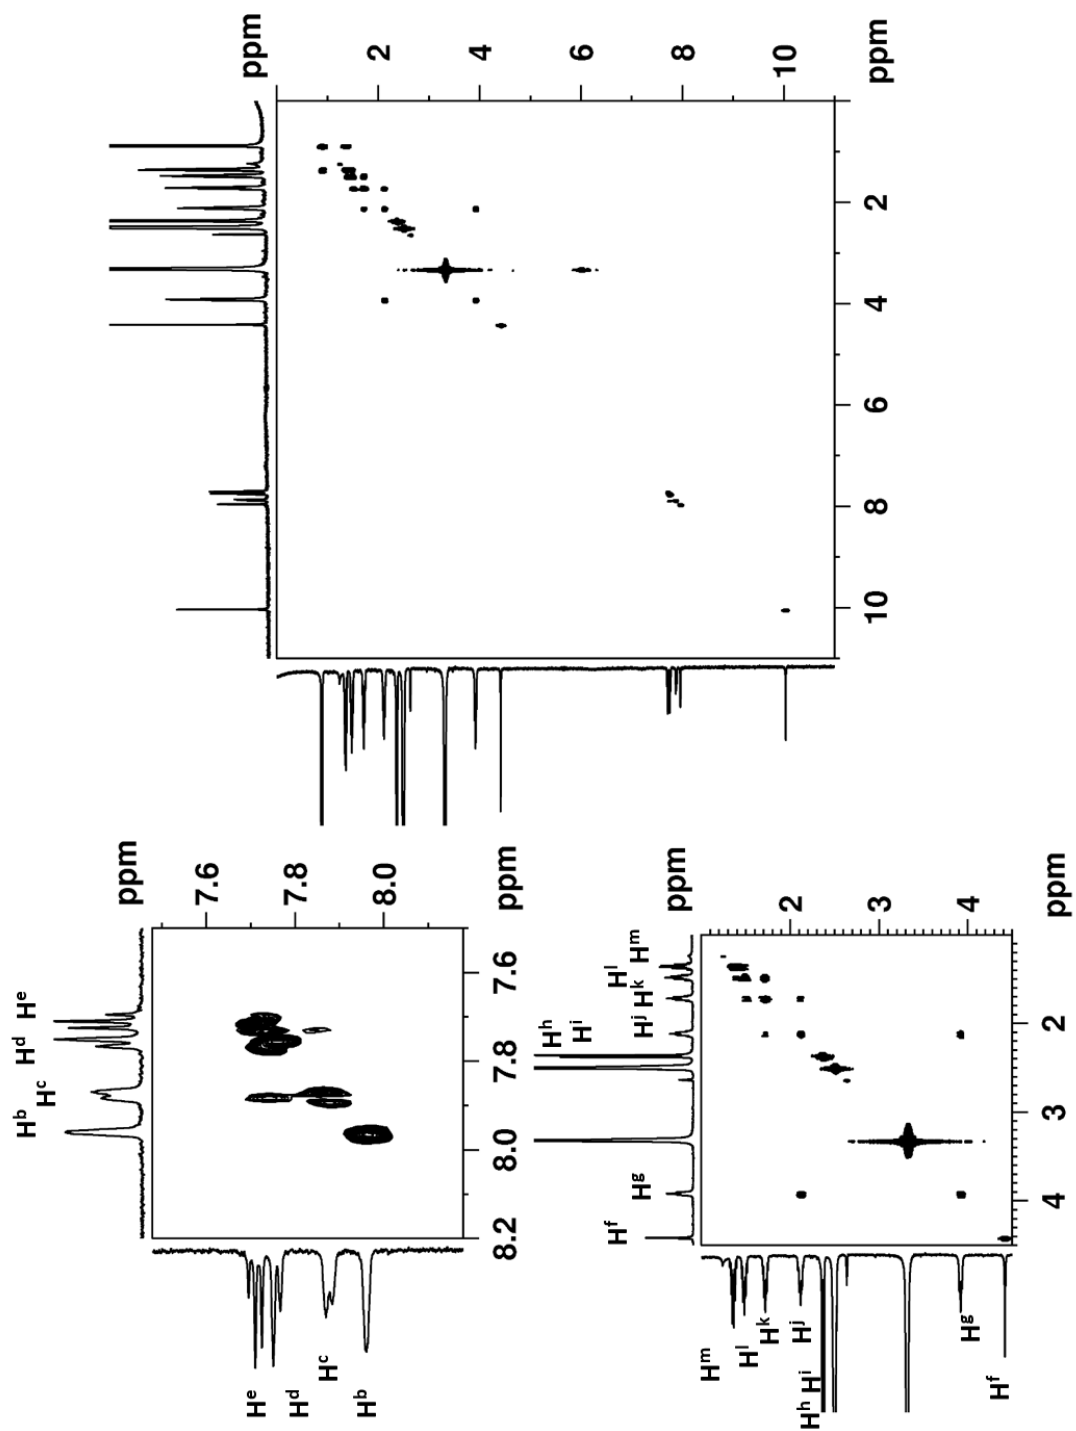 ppm
2
4
6
8
10
ppm
2
4
6
8
10
ppm
7.6
7.8
8.0
ppm
7.6
7.8
8.0
8.2
Hᵇ Hᶜ Hᵈ Hᵉ
Hᵉ
Hᵈ
Hᶜ
Hᵇ
ppm
2
3
4
ppm
2
3
4
Hᶠ Hᵍ Hʰ Hⁱ Hʲ Hᵏ Hˡ Hᵐ
Hᵐ
Hˡ
Hᵏ
Hʲ
Hʰ Hⁱ
Hᵍ
Hᶠ